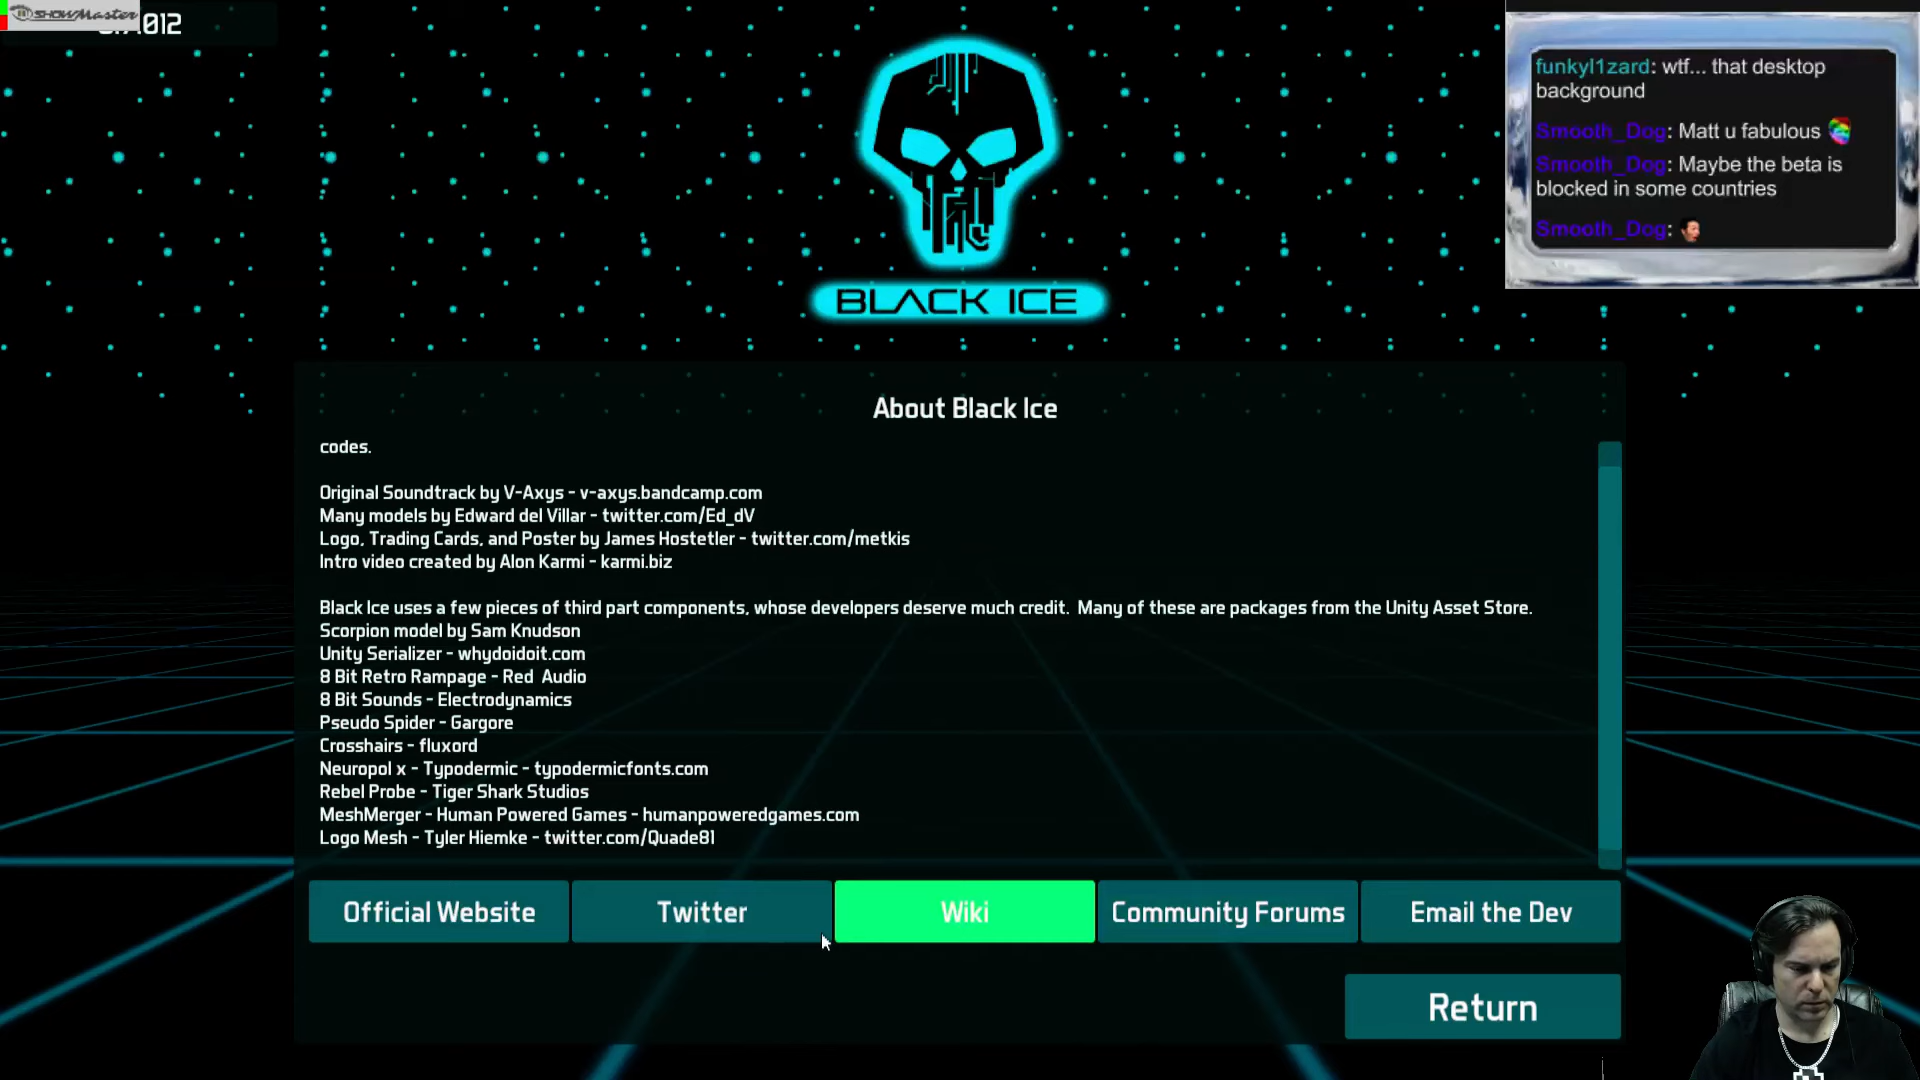 SHOWMaster
012
BLACK ICE
funkyl1zard: wtf... that desktop
background
Smooth_Dog: Matt u fabulous
Smooth_Dog: Maybe the beta is
blocked in some countries
Smooth_Dog:
About Black Ice
codes.
Original Soundtrack by V-Axys - v-axys.bandcamp.com
Many models by Edward del Villar - twitter.com/Ed_dV
Logo, Trading Cards, and Poster by James Hostetler - twitter.com/metkis
Intro video created by Alon Karmi - karmi.biz
Black Ice uses a few pieces of third part components, whose developers deserve much credit.  Many of these are packages from the Unity Asset Store.
Scorpion model by Sam Knudson
Unity Serializer - whydoidoit.com
8 Bit Retro Rampage - Red  Audio
8 Bit Sounds - Electrodynamics
Pseudo Spider - Gargore
Crosshairs - fluxord
Neuropol x - Typodermic - typodermicfonts.com
Rebel Probe - Tiger Shark Studios
MeshMerger - Human Powered Games - humanpoweredgames.com
Logo Mesh - Tyler Hiemke - twitter.com/Quade81
Official Website
Twitter
Wiki
Community Forums
Email the Dev
Return